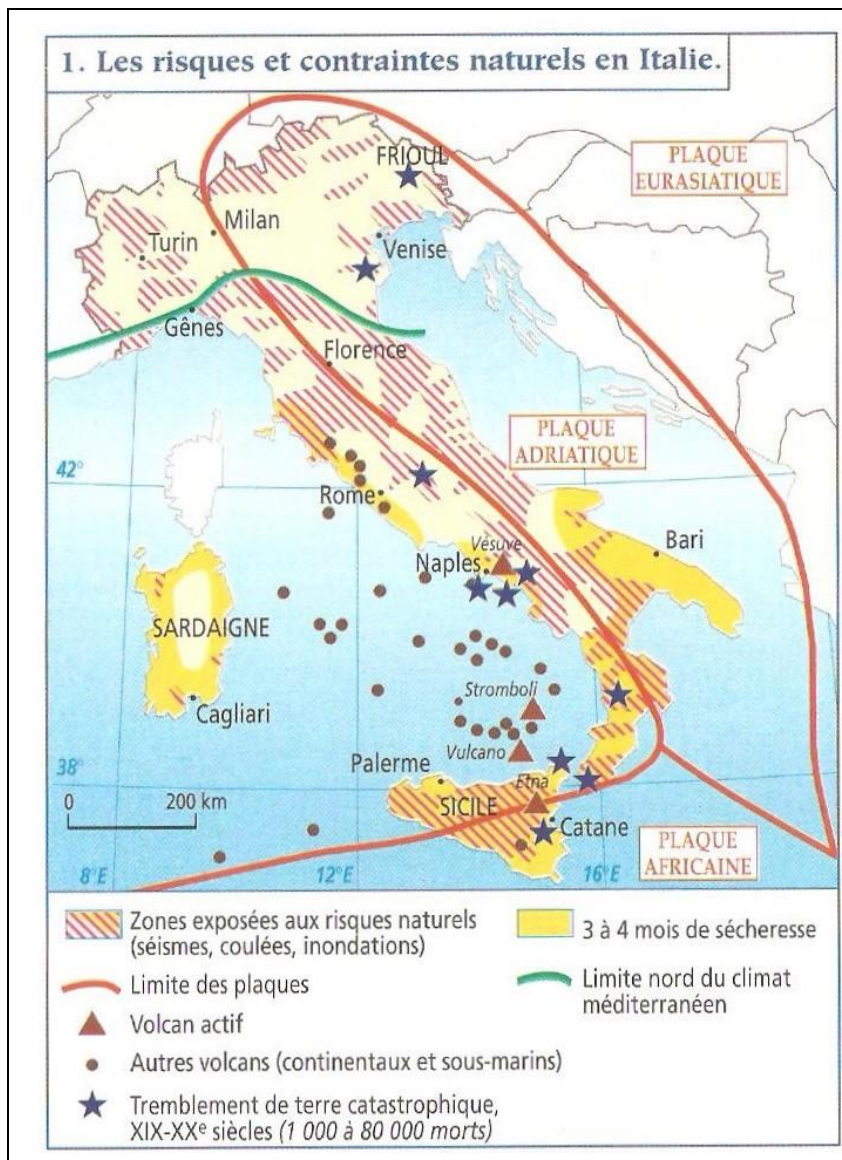 1. Les risques et contraintes naturels en Italie.
FRIOUL
PLAQUE
EURASIATIQUE
Milan
Turin
Venise
Gênes
Florence
PLAQUE
ADRIATIQUE
42°
Rome
Bari
Vésuve
Naples
SARDAIGNE
Stromboli
Cagliari
Vulcano
Palerme
38°
Etna
0 200 km
SICILE
Catane
PLAQUE
AFRICAINE
8°E 12°E 16°E
Zones exposées aux risques naturels
(séismes, coulées, inondations)
3 à 4 mois de sécheresse
Limite des plaques
Limite nord du climat
méditerranéen
Volcan actif
Autres volcans (continentaux et sous-marins)
Tremblement de terre catastrophique,
XIX-XXe siècles (1 000 à 80 000 morts)